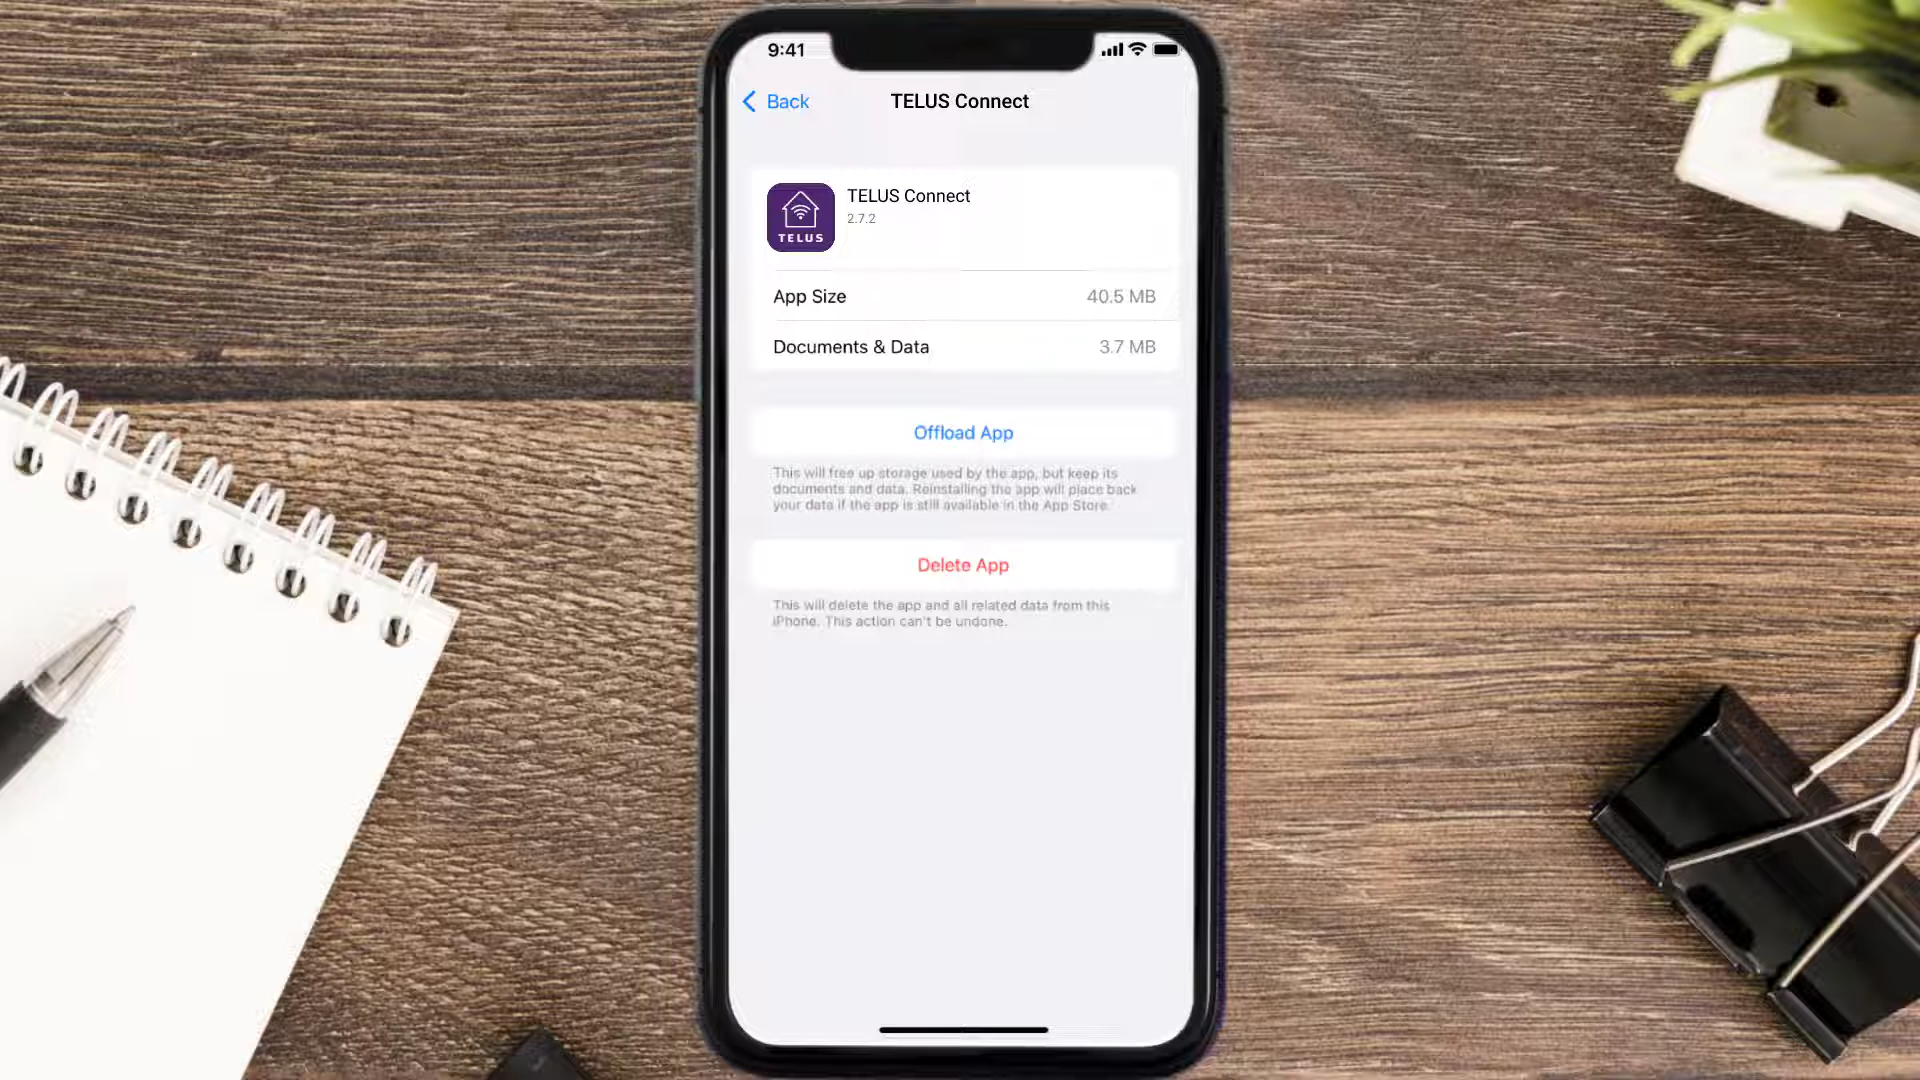 9:41
Back
TELUS Connect
TELUS
TELUS Connect
2.7.2
App Size
40.5 MB
Documents & Data
3.7 MB
Offload App
This will free up storage used by the app, but keep its
documents and data. Reinstalling the app will place back
your data if the app is still available in the App Store.
Delete App
This will delete the app and all related data from this
iPhone. This action can't be undone.